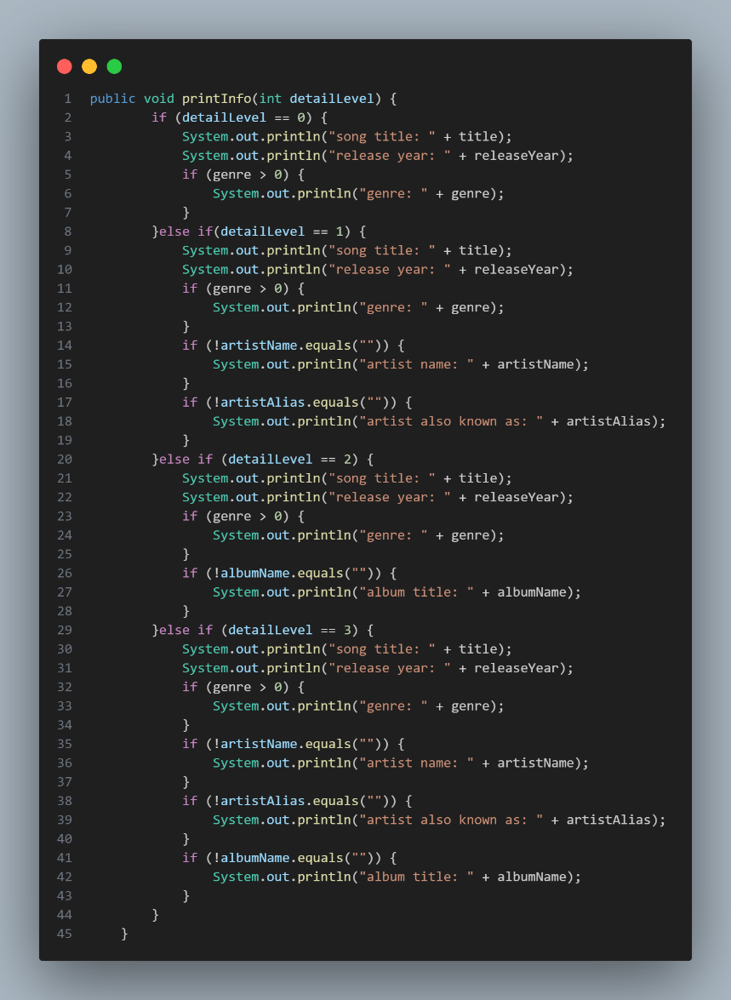 1 public void printInfo(int detailLevel) {
2         if (detailLevel == 0) {
3             System.out.println("song title: " + title);
4             System.out.println("release year: " + releaseYear);
5             if (genre > 0) {
6                 System.out.println("genre: " + genre);
7             }
8         }else if(detailLevel == 1) {
9             System.out.println("song title: " + title);
10             System.out.println("release year: " + releaseYear);
11             if (genre > 0) {
12                 System.out.println("genre: " + genre);
13             }
14             if (!artistName.equals("")) {
15                 System.out.println("artist name: " + artistName);
16             }
17             if (!artistAlias.equals("")) {
18                 System.out.println("artist also known as: " + artistAlias);
19             }
20         }else if (detailLevel == 2) {
21             System.out.println("song title: " + title);
22             System.out.println("release year: " + releaseYear);
23             if (genre > 0) {
24                 System.out.println("genre: " + genre);
25             }
26             if (!albumName.equals("")) {
27                 System.out.println("album title: " + albumName);
28             }
29         }else if (detailLevel == 3) {
30             System.out.println("song title: " + title);
31             System.out.println("release year: " + releaseYear);
32             if (genre > 0) {
33                 System.out.println("genre: " + genre);
34             }
35             if (!artistName.equals("")) {
36                 System.out.println("artist name: " + artistName);
37             }
38             if (!artistAlias.equals("")) {
39                 System.out.println("artist also known as: " + artistAlias);
40             }
41             if (!albumName.equals("")) {
42                 System.out.println("album title: " + albumName);
43             }
44         }
45     }